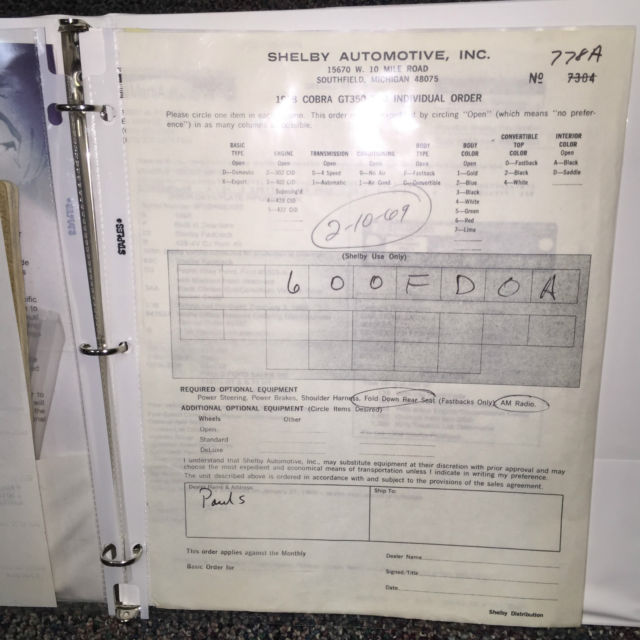 SHELBY AUTOMOTIVE, INC.
778A
15670 W. 10 MILE ROAD
SOUTHFIELD, MICHIGAN 48075
Nº 7304
COBRA GT350 INDIVIDUAL ORDER
Please circle one item in each column. This order may be expanded by circling "Open" (which means "no prefer-
ence") in as many columns as possible.
BASIC TYPE
Open
D—Domestic
X—Export
ENGINE
Open
2—302 CID
TRANSMISSION
Open
0—4 Speed
1—Automatic
CONDITIONING
Open
0—No Air
1—Air Cond
BODY TYPE
Open
F—Fastback
C—Convertible
BODY COLOR
Open
1—Gold
2—Blue
3—Black
4—White
5—Green
6—Red
7—Lime
CONVERTIBLE TOP COLOR
0—Fastback
2—Black
4—White
INTERIOR COLOR
Open
A—Black
D—Saddle
2-10-69
(Shelby Use Only)
6 0 0 F D O A
REQUIRED OPTIONAL EQUIPMENT
Power Steering, Power Brakes, Shoulder Harness, Fold Down Rear Seat (Fastbacks Only), AM Radio.
ADDITIONAL OPTIONAL EQUIPMENT (Circle Items Desired)
Wheels Other
Open
Standard
DeLuxe
I understand that Shelby Automotive, Inc., may substitute equipment at their discretion with prior approval and may
choose the most expedient and economical means of transportation unless I indicate in writing my preference.
The unit described above is ordered in accordance with and subject to the provisions of the sales agreement.
Dealer Name & Address
Ship To:
Pauls
This order applies against the Monthly
Basic Order for
Dealer Name
Signed/Title
Date
Shelby Distribution
STAPLES